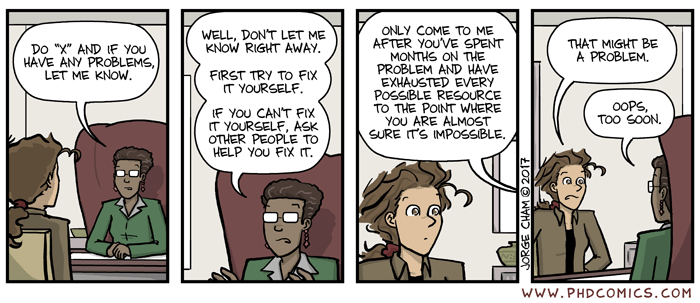 DO "X" AND IF YOU
HAVE ANY PROBLEMS,
LET ME KNOW.
WELL, DON'T LET ME
KNOW RIGHT AWAY.
FIRST TRY TO FIX
IT YOURSELF.
IF YOU CAN'T FIX
IT YOURSELF, ASK
OTHER PEOPLE TO
HELP YOU FIX IT.
ONLY COME TO ME
AFTER YOU'VE SPENT
MONTHS ON THE
PROBLEM AND HAVE
EXHAUSTED EVERY
POSSIBLE RESOURCE
TO THE POINT WHERE
YOU ARE ALMOST
SURE IT'S IMPOSSIBLE.
THAT MIGHT BE
A PROBLEM.
OOPS,
TOO SOON.
JORGE CHAM © 2017
WWW.PHDCOMICS.COM